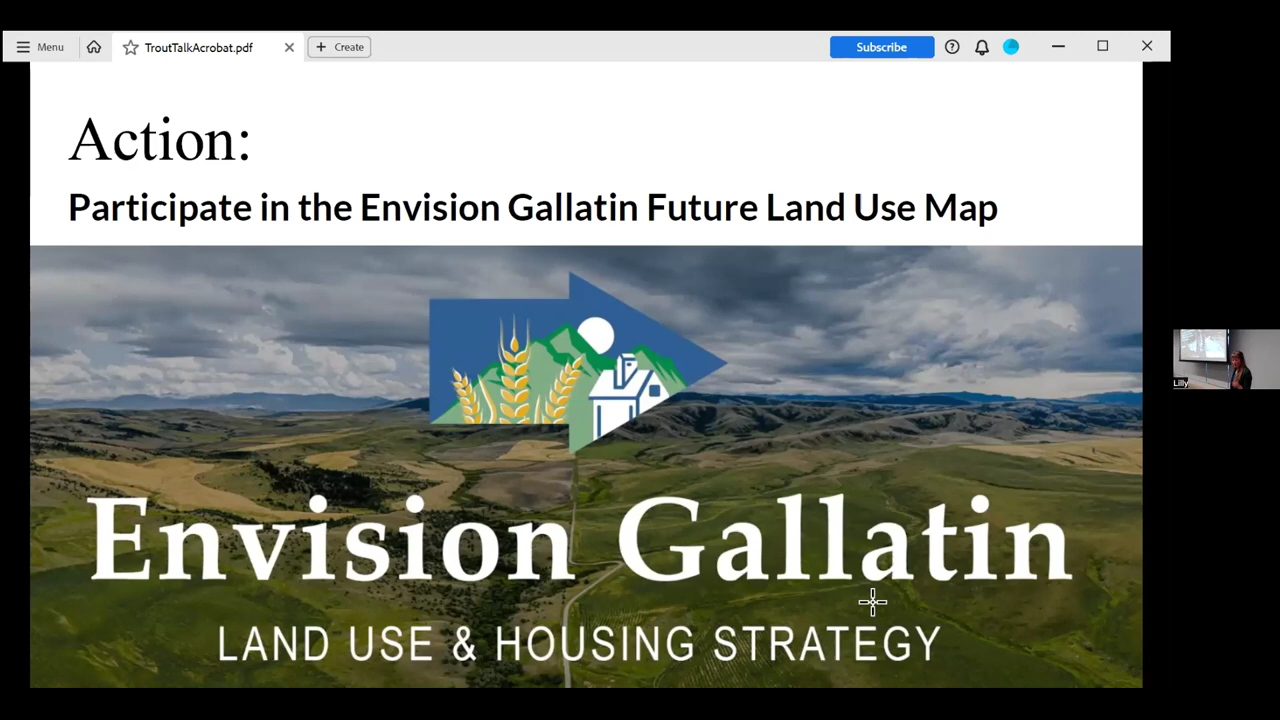 Menu
TroutTalkAcrobat.pdf
Create
Subscribe
Action:
Participate in the Envision Gallatin Future Land Use Map
Envision Gallatin
LAND USE & HOUSING STRATEGY
Lilly